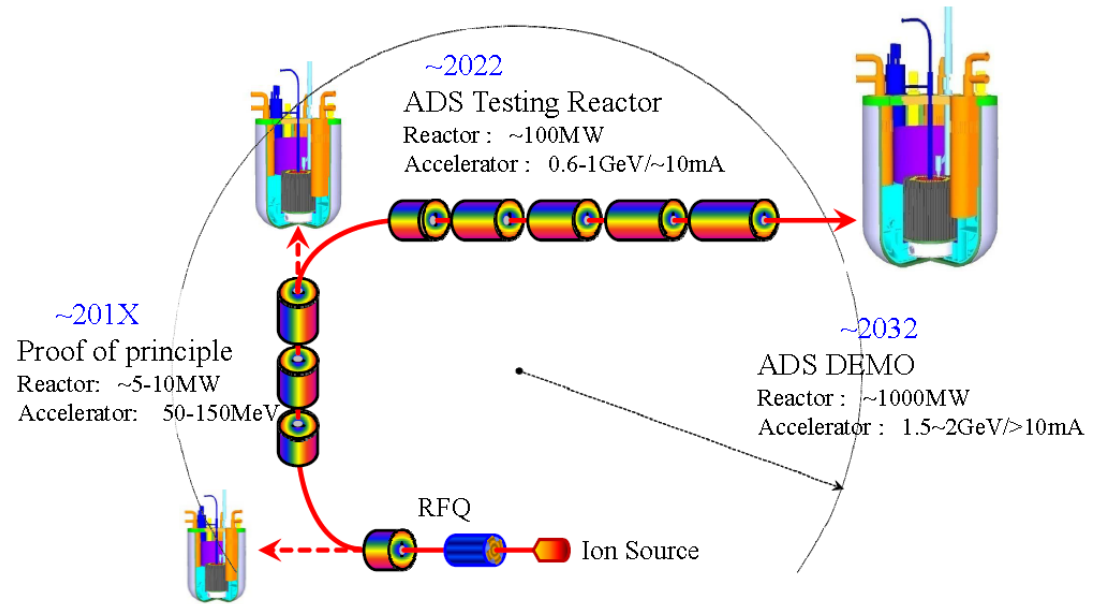 ~2022
ADS Testing Reactor
Reactor : ~100MW
Accelerator : 0.6-1GeV/~10mA
~201X
Proof of principle
Reactor: ~5-10MW
Accelerator: 50-150MeV
~2032
ADS DEMO
Reactor : ~1000MW
Accelerator : 1.5~2GeV/>10mA
RFQ
Ion Source